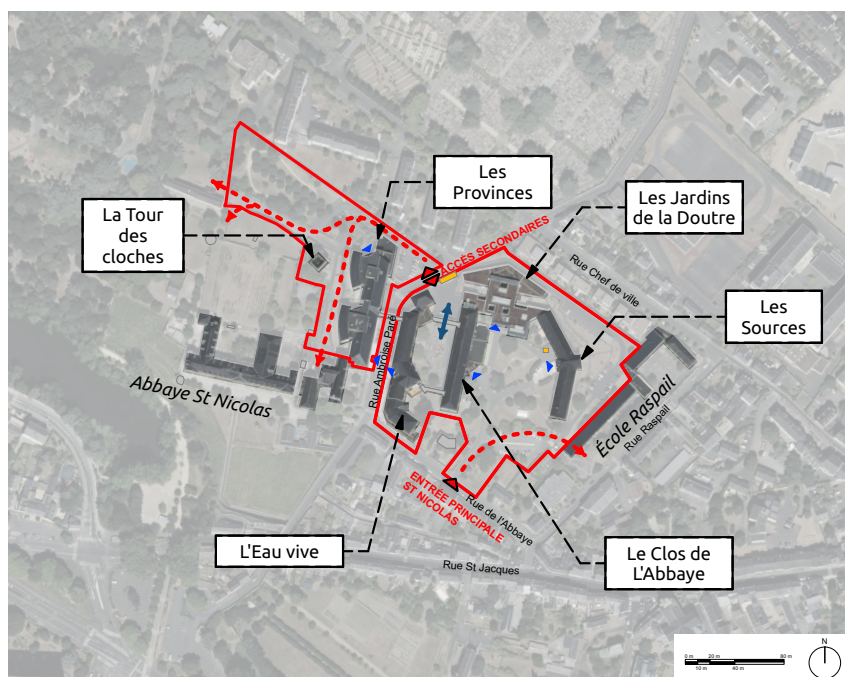 Les
Provinces
Les Jardins
de la Doutre
La Tour
des
cloches
ACCÈS SECONDAIRES
Rue Chef de ville
Les
Sources
Rue Ambroise Paré
Abbaye St Nicolas
École Raspail
Rue Raspail
ENTRÉE PRINCIPALE
ST NICOLAS
Rue de l'Abbaye
L'Eau vive
Rue St Jacques
Le Clos de
L'Abbaye
N
0 m 20 m 80 m
10 m 40 m